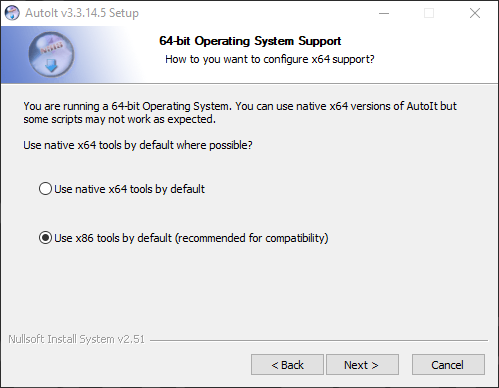 AutoIt v3.3.14.5 Setup
64-bit Operating System Support
How to you want to configure x64 support?
You are running a 64-bit Operating System. You can use native x64 versions of AutoIt but
some scripts may not work as expected.
Use native x64 tools by default where possible?
Use native x64 tools by default
Use x86 tools by default (recommended for compatibility)
Nullsoft Install System v2.51
< Back
Next >
Cancel